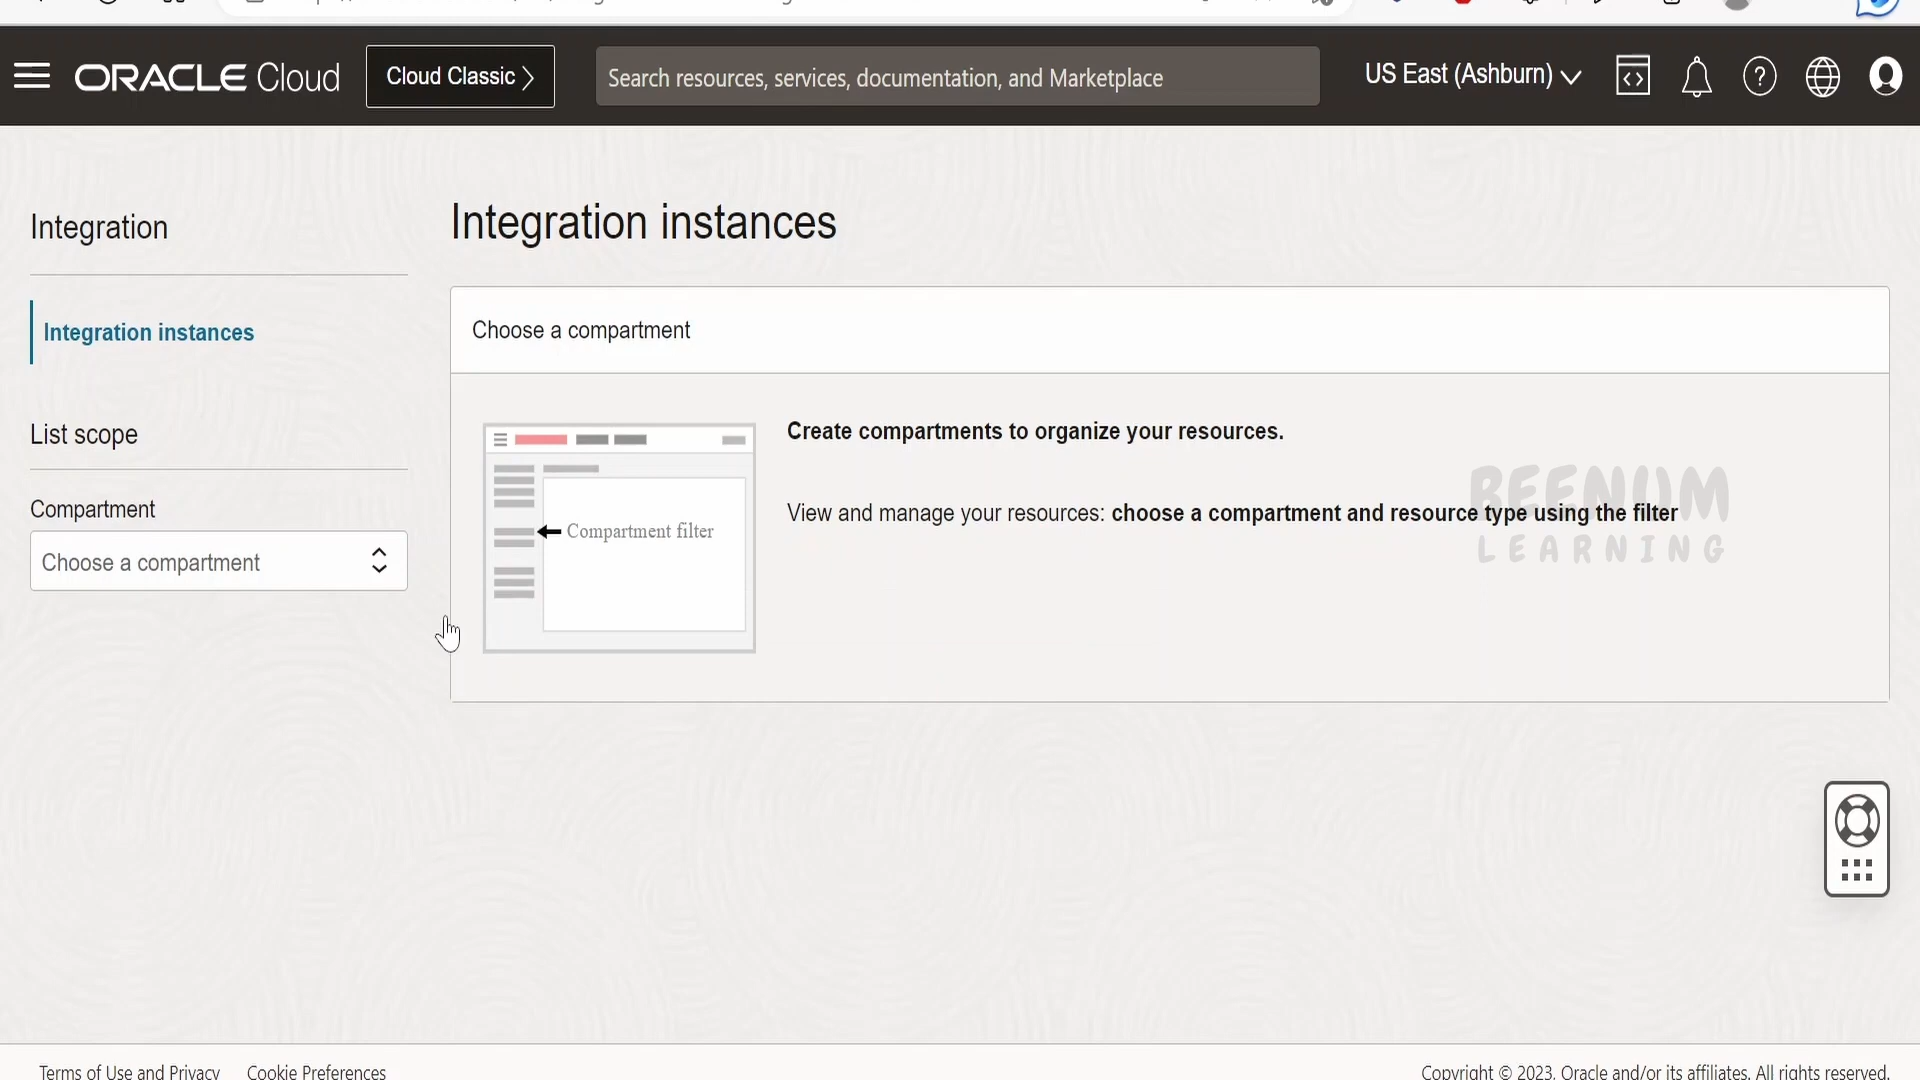 ORACLE Cloud
Cloud Classic
Search resources, services, documentation, and Marketplace
US East (Ashburn)
Integration
Integration instances
List scope
Compartment
Choose a compartment
Integration instances
Choose a compartment
Compartment filter
Create compartments to organize your resources.
View and manage your resources: choose a compartment and resource type using the filter
BEENUM
LEARNING
Terms of Use and Privacy
Cookie Preferences
Copyright © 2023, Oracle and/or its affiliates. All rights reserved.